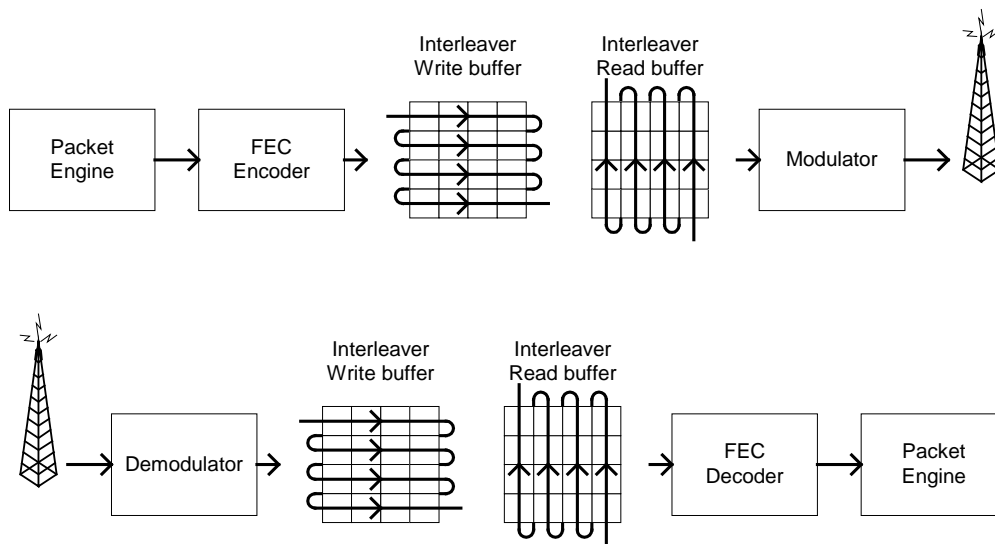 Interleaver
Write buffer
Interleaver
Read buffer
Packet
Engine
FEC
Encoder
Modulator
Interleaver
Write buffer
Interleaver
Read buffer
Demodulator
FEC
Decoder
Packet
Engine